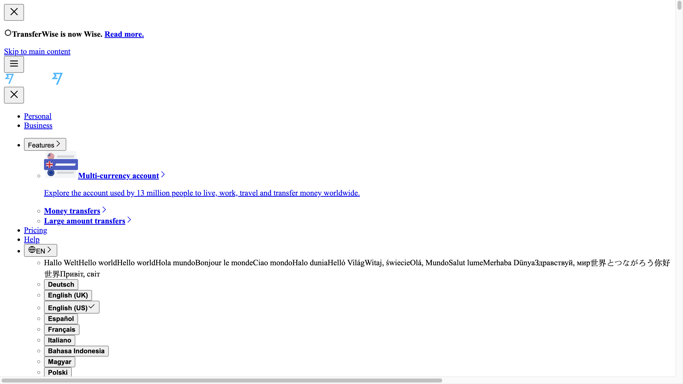 TransferWise is now Wise. Read more.
Skip to main content
Personal
Business
Features
Multi-currency account
Explore the account used by 13 million people to live, work, travel and transfer money worldwide.
Money transfers
Large amount transfers
Pricing
Help
EN
Hallo WeltHello worldHello worldHola mundoBonjour le mondeCiao mondoHalo duniaHelló VilágWitaj, świecieOlá, MundoSalut lumeMerhaba DünyaЗдравствуй, мир世界とつながろう你好
世界Привіт, світ
Deutsch
English (UK)
English (US)
Español
Français
Italiano
Bahasa Indonesia
Magyar
Polski